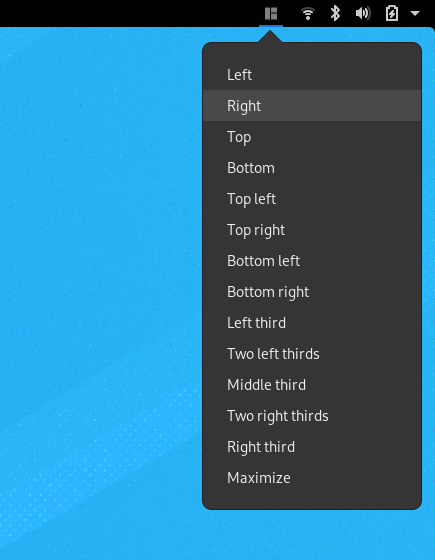 Left
Right
Top
Bottom
Top left
Top right
Bottom left
Bottom right
Left third
Two left thirds
Middle third
Two right thirds
Right third
Maximize